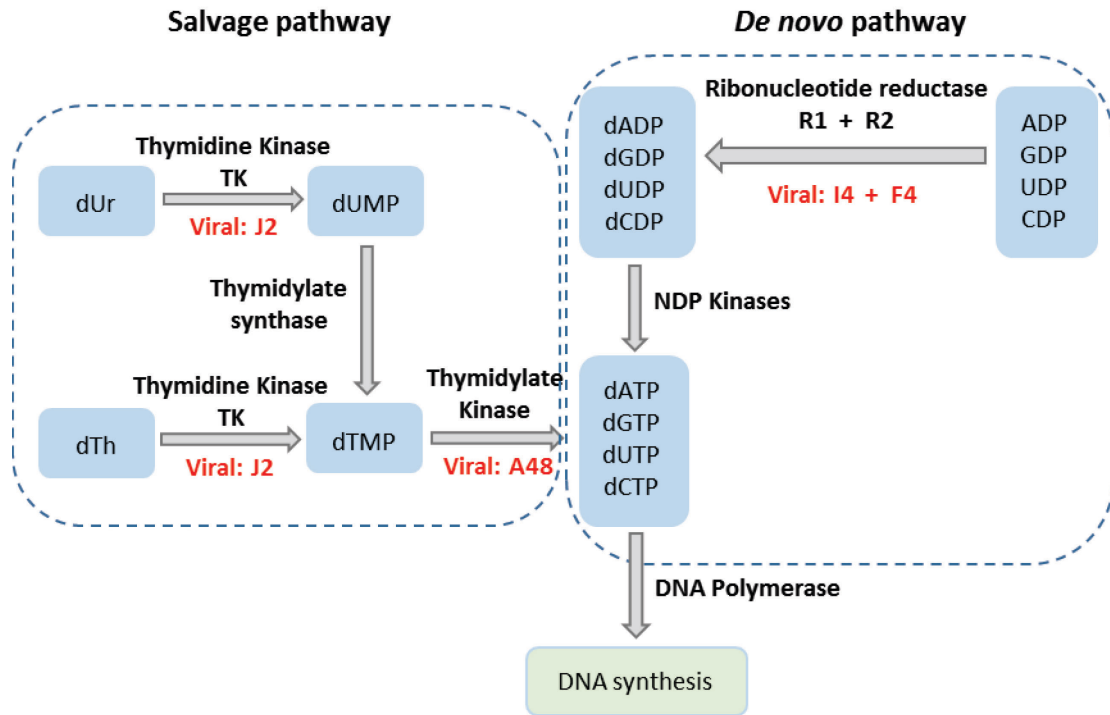 Salvage pathway
De novo pathway
Thymidine Kinase
TK
dUr
dUMP
Viral: J2
Thymidylate
synthase
Thymidine Kinase
TK
dTh
dTMP
Viral: J2
Thymidylate
Kinase
Viral: A48
Ribonucleotide reductase
R1 + R2
Viral: I4 + F4
dADP
dGDP
dUDP
dCDP
ADP
GDP
UDP
CDP
NDP Kinases
dATP
dGTP
dUTP
dCTP
DNA Polymerase
DNA synthesis